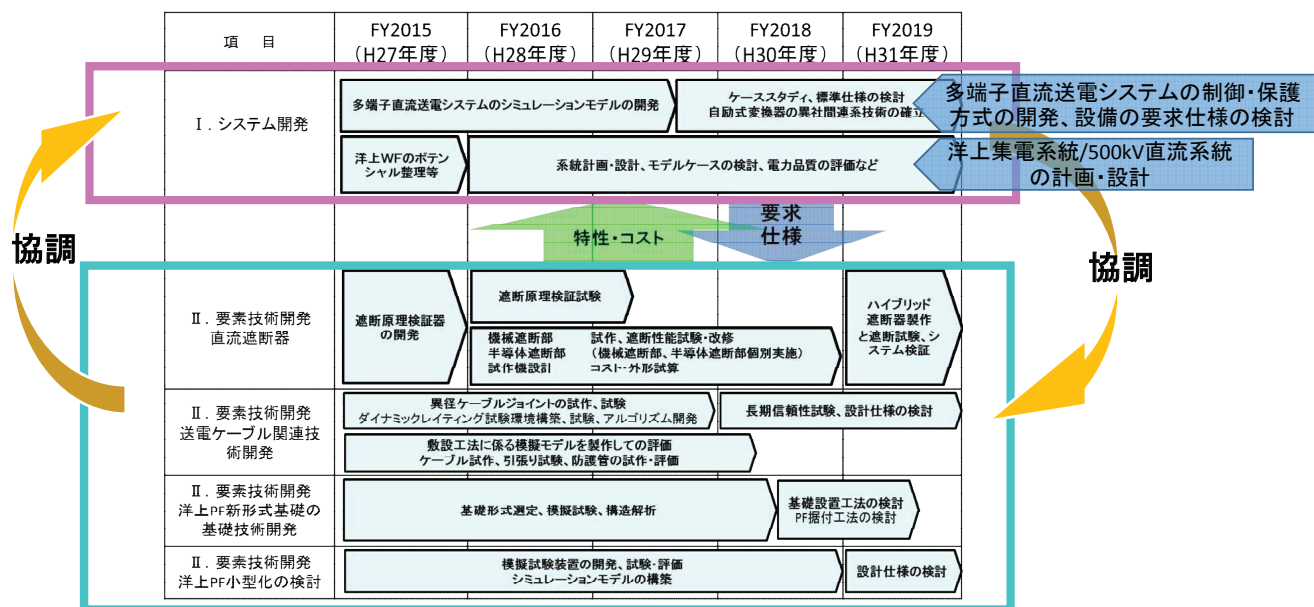 項　目
FY2015
(H27年度)
FY2016
(H28年度)
FY2017
(H29年度)
FY2018
(H30年度)
FY2019
(H31年度)
Ⅰ．システム開発
多端子直流送電システムのシミュレーションモデルの開発
ケーススタディ、標準仕様の検討
自励式変換器の異社間連系技術の確立
多端子直流送電システムの制御・保護
方式の開発、設備の要求仕様の検討
洋上WFのポテン
シャル整理等
系統計画・設計、モデルケースの検討、電力品質の評価など
洋上集電系統/500kV直流系統
の計画・設計
特性・コスト
要求
仕様
協調
協調
Ⅱ．要素技術開発
直流遮断器
遮断原理検証器
の開発
遮断原理検証試験
機械遮断部　　試作、遮断性能試験・改修
半導体遮断部　（機械遮断部、半導体遮断部個別実施）
試作機設計　　コスト・外形試算
ハイブリッド
遮断器製作
と遮断試験、シ
ステム検証
Ⅱ．要素技術開発
送電ケーブル関連技
術開発
異径ケーブルジョイントの試作、試験
ダイナミックレイティング試験環境構築、試験、アルゴリズム開発
長期信頼性試験、設計仕様の検討
敷設工法に係る模擬モデルを製作しての評価
ケーブル試作、引張り試験、防護管の試作・評価
Ⅱ．要素技術開発
洋上PF新形式基礎の
基礎技術開発
基礎形式選定、模擬試験、構造解析
基礎設置工法の検討
PF据付工法の検討
Ⅱ．要素技術開発
洋上PF小型化の検討
模擬試験装置の開発、試験・評価
シミュレーションモデルの構築
設計仕様の検討